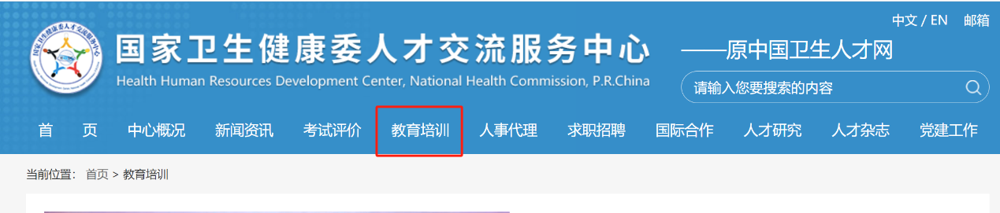 中文 / EN 邮箱
国家卫生健康委人才交流服务中心
Health Human Resources Development Center, National Health Commission, P.R.China
——原中国卫生人才网
请输入您要搜索的内容
首 页 中心概况 新闻资讯 考试评价 教育培训 人事代理 求职招聘 国际合作 人才研究 人才杂志 党建工作
当前位置： 首页 > 教育培训